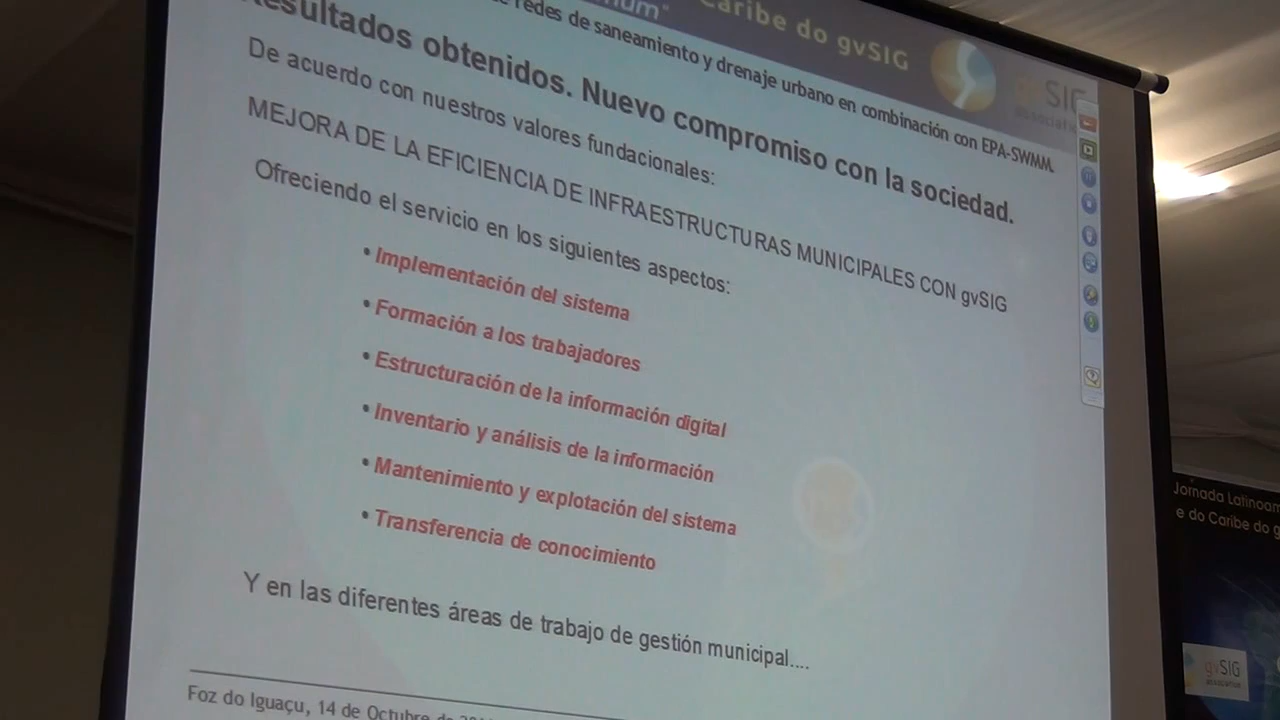 Caribe do gvSIG
SIG
redes de saneamiento y drenaje urbano en combinación con EPA-SWMM.
Resultados obtenidos. Nuevo compromiso con la sociedad.
De acuerdo con nuestros valores fundacionales:
MEJORA DE LA EFICIENCIA DE INFRAESTRUCTURAS MUNICIPALES CON gvSIG
Ofreciendo el servicio en los siguientes aspectos:
• Implementación del sistema
• Formación a los trabajadores
• Estructuración de la información digital
• Inventario y análisis de la información
• Mantenimiento y explotación del sistema
• Transferencia de conocimiento
Y en las diferentes áreas de trabajo de gestión municipal....
Foz do Iguaçu, 14 de Octubre de
Jornada Latinoam
e do Caribe do g
gvSIG
association